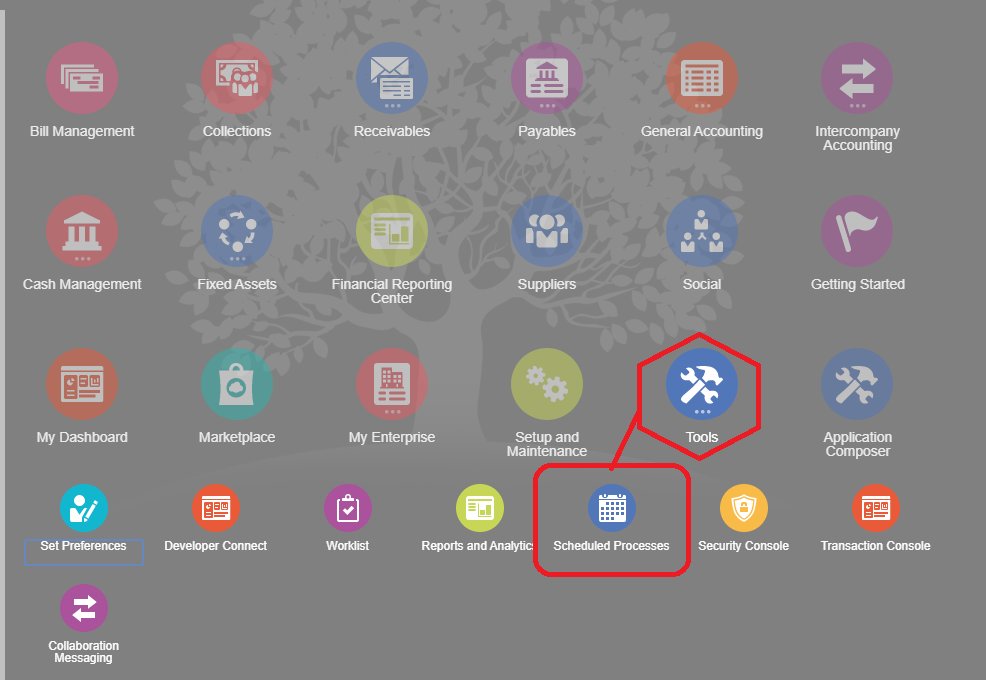 Bill Management
Collections
Receivables
Payables
General Accounting
Intercompany
Accounting
Cash Management
Fixed Assets
Financial Reporting
Center
Suppliers
Social
Getting Started
My Dashboard
Marketplace
My Enterprise
Setup and
Maintenance
Tools
Application
Composer
Set Preferences
Developer Connect
Worklist
Reports and Analytics
Scheduled Processes
Security Console
Transaction Console
Collaboration
Messaging